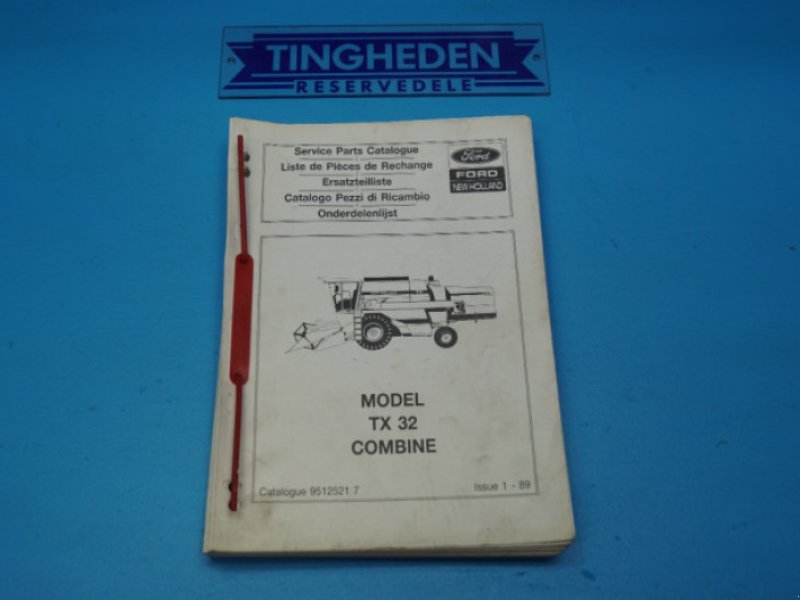 TINGHEDEN
RESERVEDELE
Service Parts Catalogue
Liste de Pièces de Rechange
Ersatzteilliste
Catalogo Pezzi di Ricambio
Onderdelenlijst
Ford
FORD
NEW HOLLAND
MODEL
TX 32
COMBINE
Catalogue 9512521 7
Issue 1 - 89